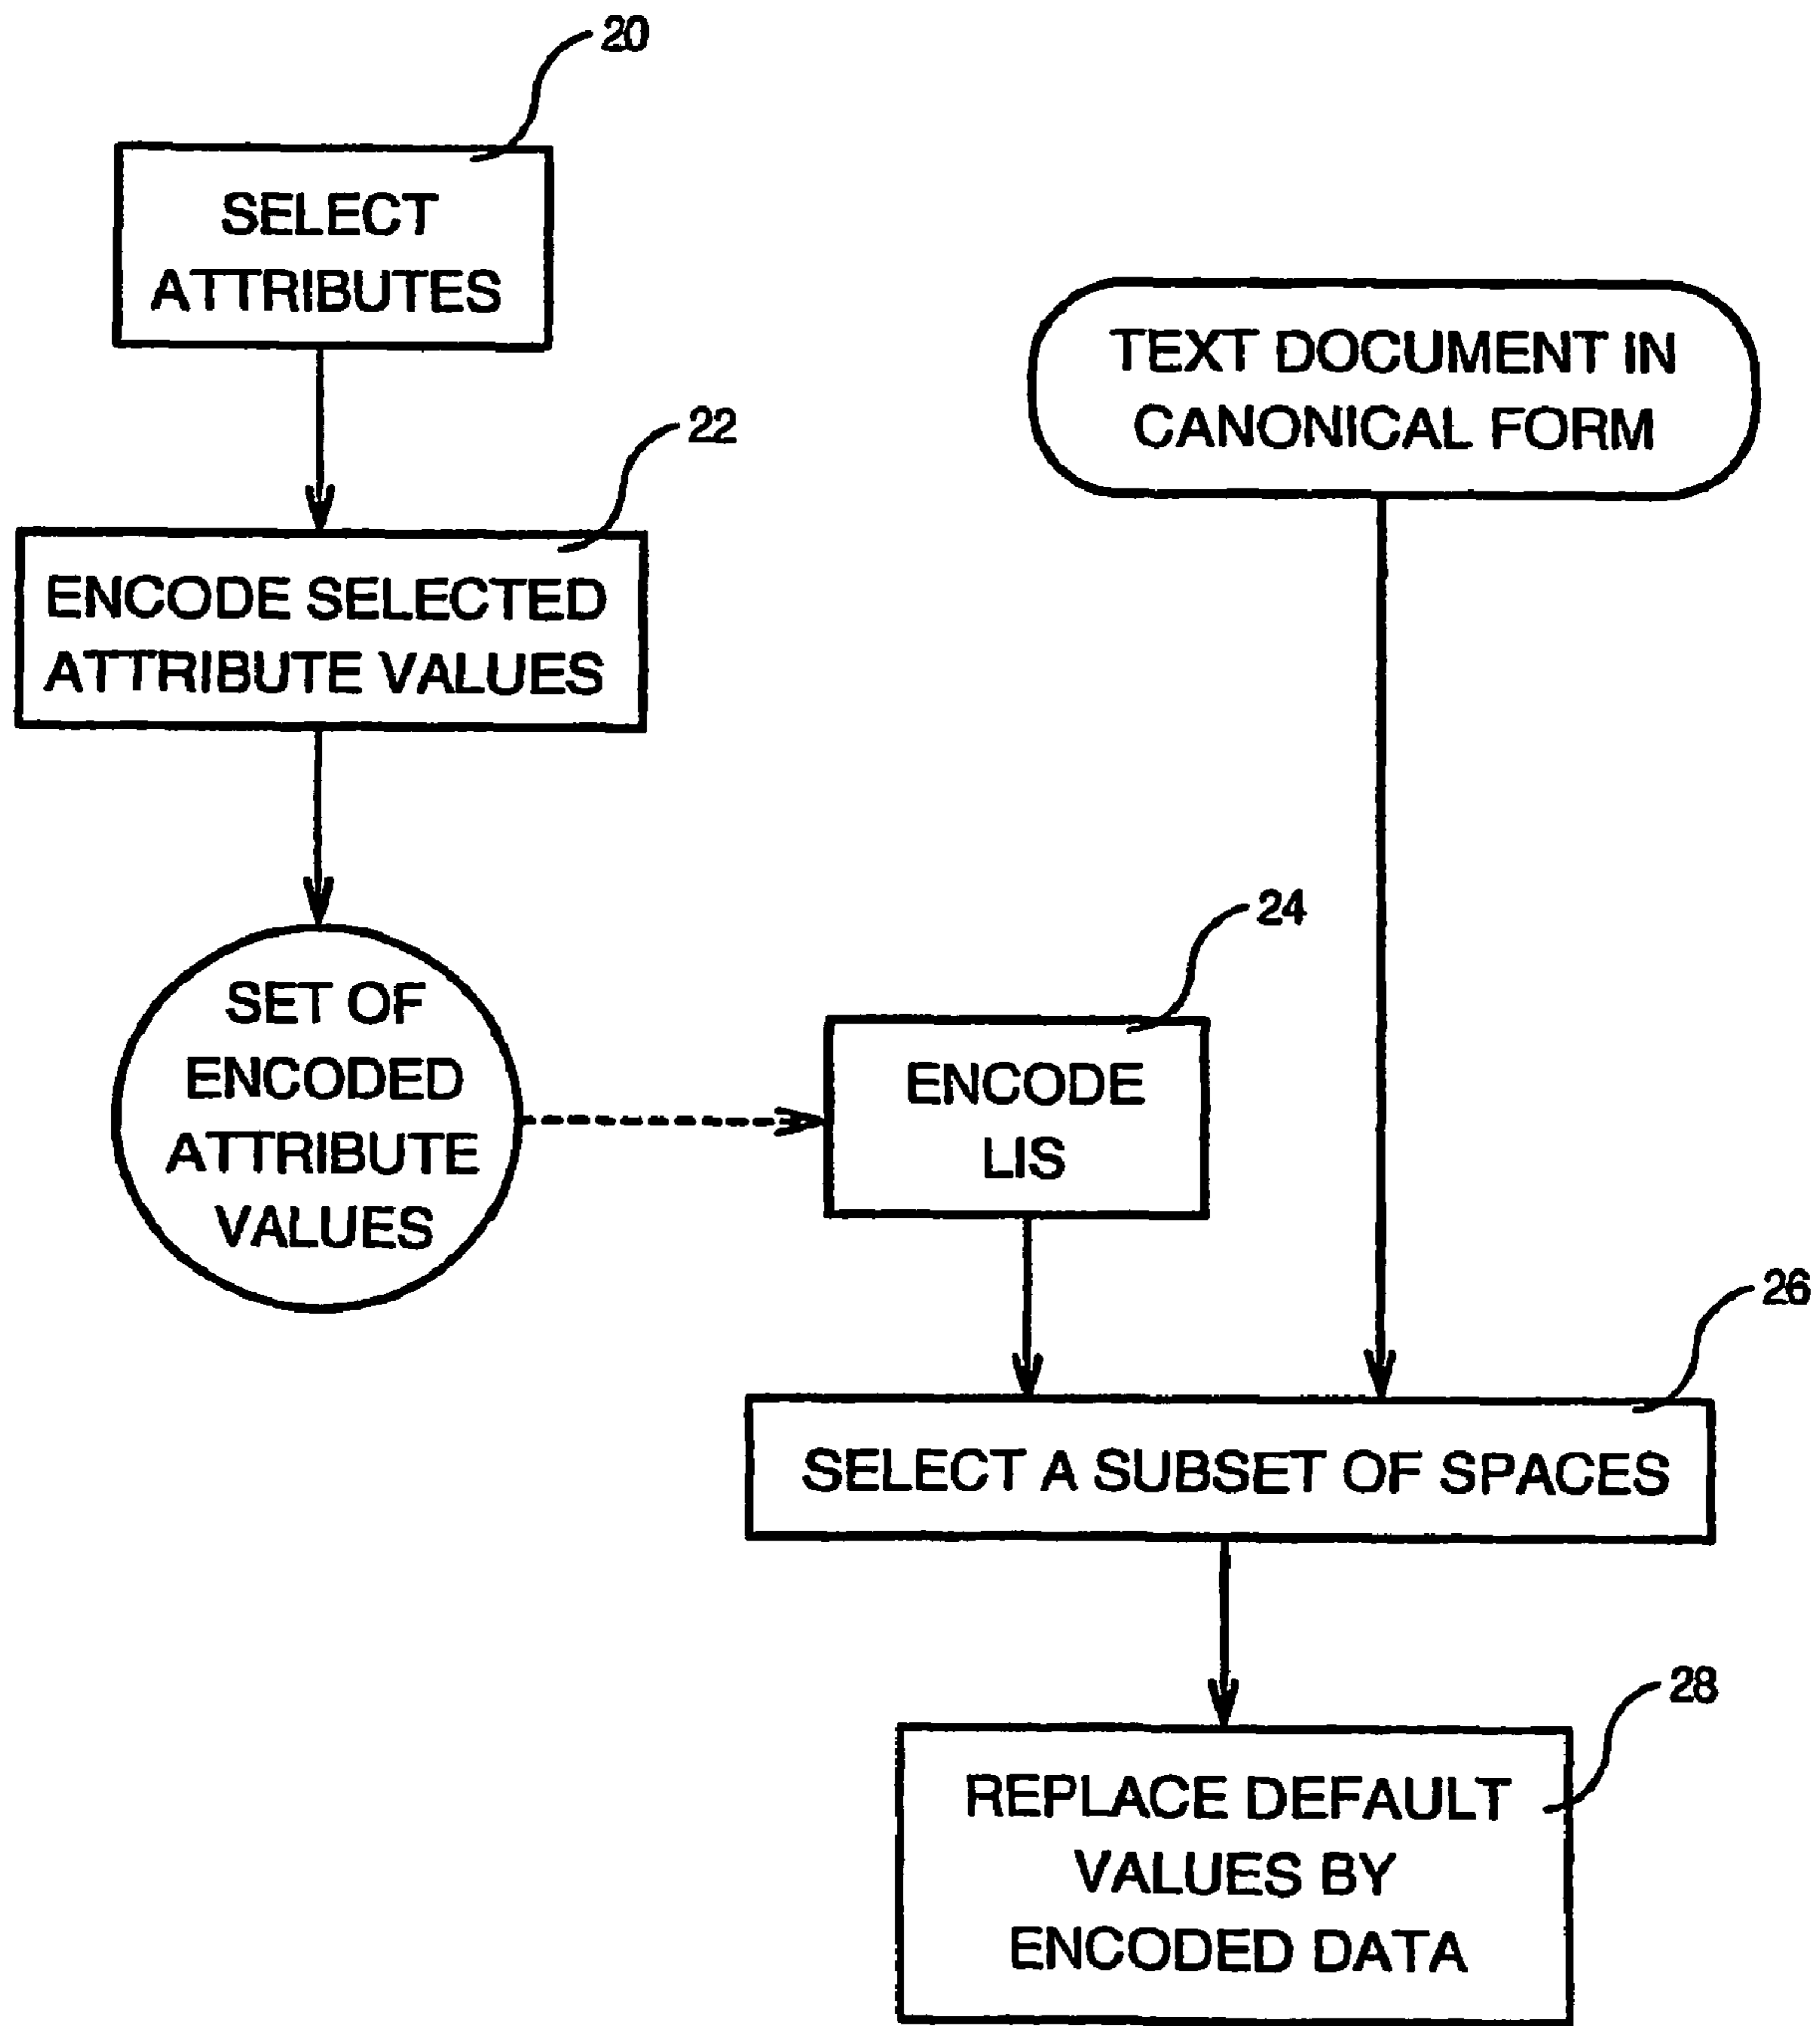 20
SELECT
ATTRIBUTES
TEXT DOCUMENT IN
CANONICAL FORM
22
ENCODE SELECTED
ATTRIBUTE VALUES
SET OF
ENCODED
ATTRIBUTE
VALUES
24
ENCODE
LIS
26
SELECT A SUBSET OF SPACES
28
REPLACE DEFAULT
VALUES BY
ENCODED DATA